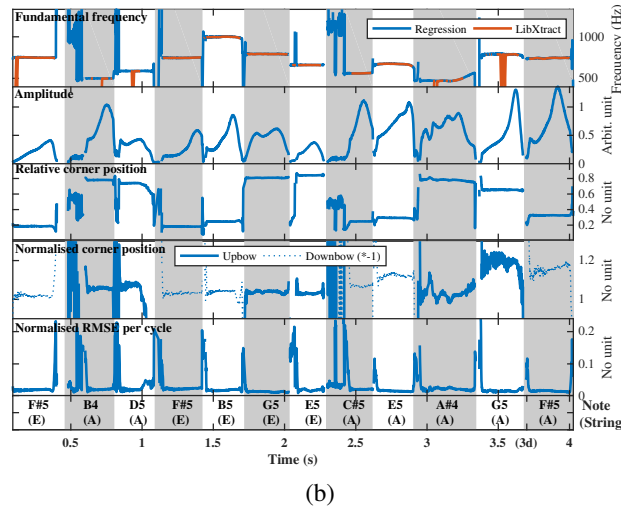 Fundamental frequency
Regression LibXtract
1000
500
Frequency (Hz)
Amplitude
1
0.5
0
Arbit. unit
Relative corner position
0.8
0.6
0.4
0.2
No unit
Normalised corner position
Upbow Downbow (*-1)
1.2
1
No unit
Normalised RMSE per cycle
0.2
0.1
0
No unit
F#5 B4 D5 F#5 B5 G5 E5 C#5 E5 A#4 G5 F#5 Note
(E) (A) (A) (E) (E) (E) (E) (A) (A) (A) (A) (A) (String
0.5 1 1.5 2 2.5 3 3.5 (3d) 4
Time (s)
(b)